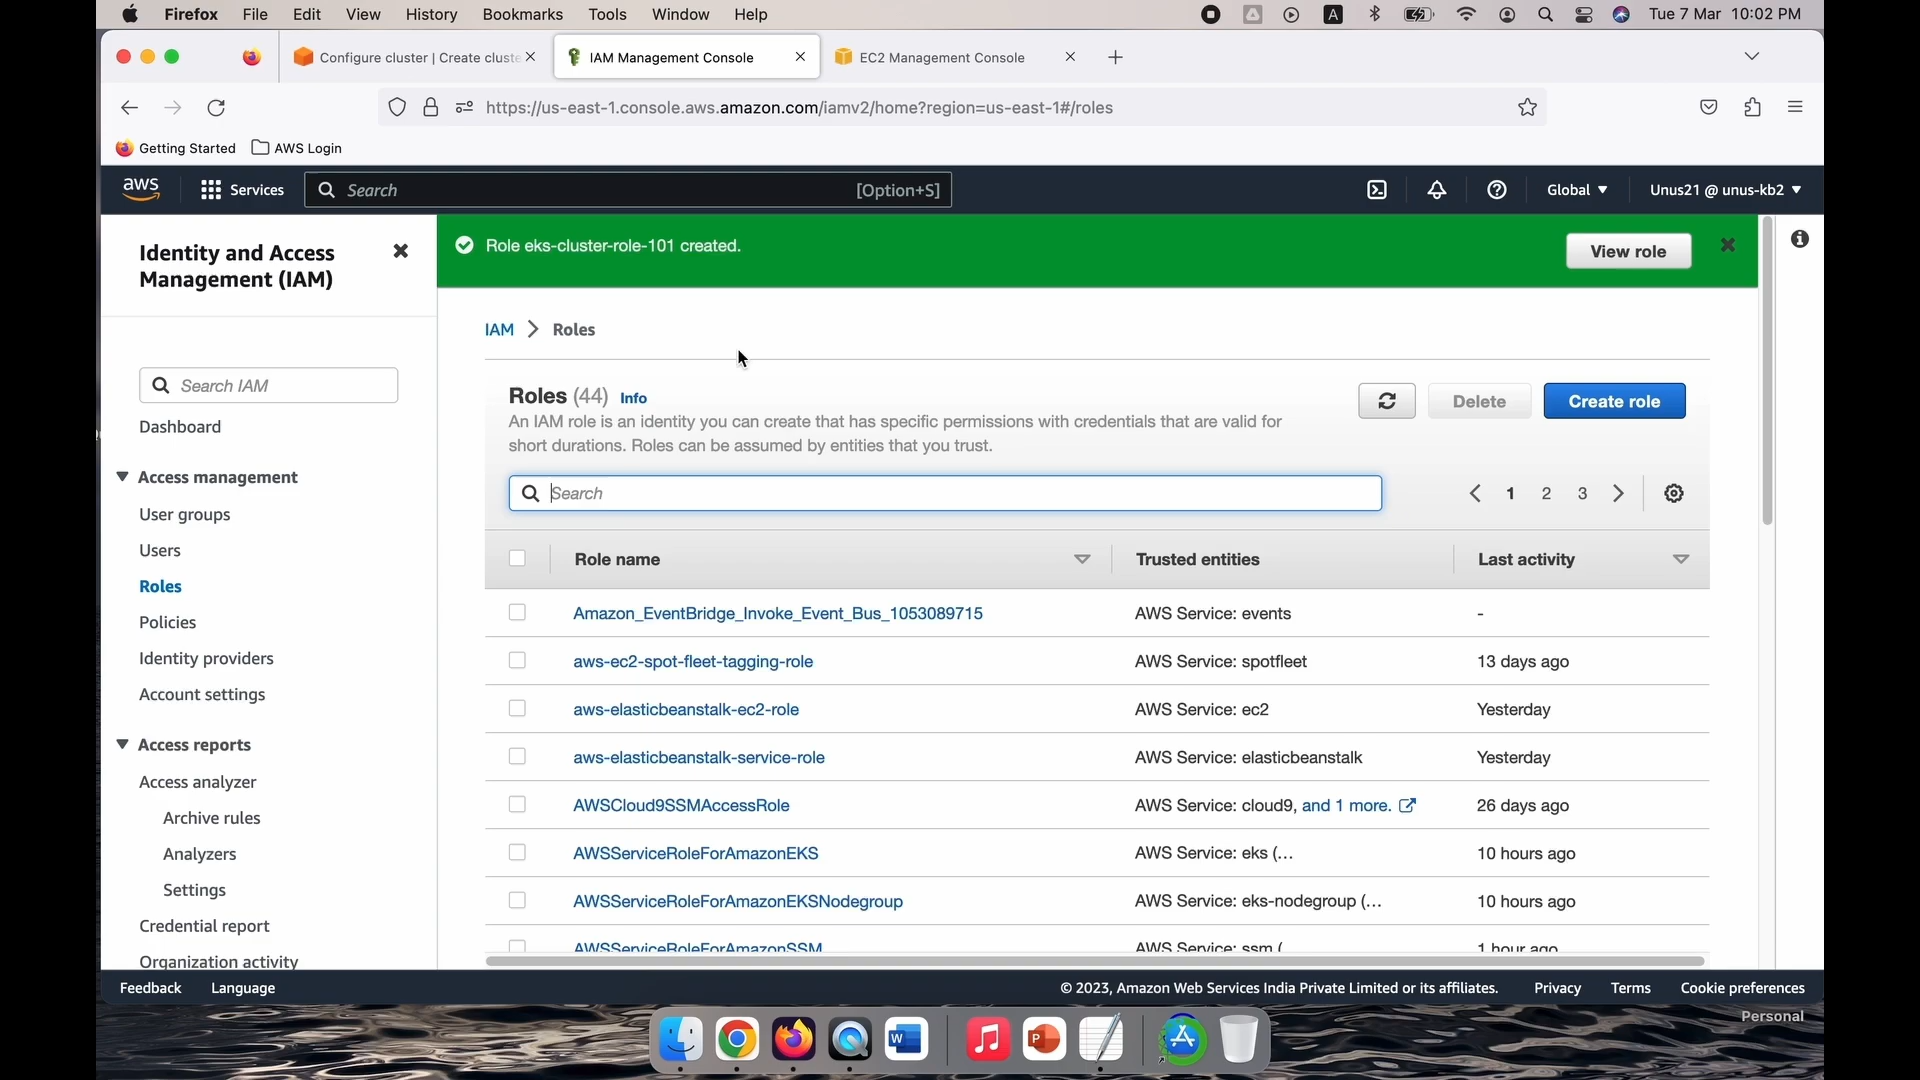 Firefox File Edit View History Bookmarks Tools Window Help A Tue 7 Mar 10:02 PM
Configure cluster | Create cluste IAM Management Console EC2 Management Console
https://us-east-1.console.aws.amazon.com/iamv2/home?region=us-east-1#/roles
Getting Started AWS Login
aws Services Search [Option+S] Global Unus21 @ unus-kb2
Identity and Access
Management (IAM)
Search IAM
Dashboard
Access management
User groups
Users
Roles
Policies
Identity providers
Account settings
Access reports
Access analyzer
Archive rules
Analyzers
Settings
Credential report
Organization activity
Role eks-cluster-role-101 created. View role
IAM > Roles
Roles (44) Info
An IAM role is an identity you can create that has specific permissions with credentials that are valid for
short durations. Roles can be assumed by entities that you trust.
Delete Create role
Search
1 2 3
Role name Trusted entities Last activity
Amazon_EventBridge_Invoke_Event_Bus_1053089715 AWS Service: events -
aws-ec2-spot-fleet-tagging-role AWS Service: spotfleet 13 days ago
aws-elasticbeanstalk-ec2-role AWS Service: ec2 Yesterday
aws-elasticbeanstalk-service-role AWS Service: elasticbeanstalk Yesterday
AWSCloud9SSMAccessRole AWS Service: cloud9, and 1 more. 26 days ago
AWSServiceRoleForAmazonEKS AWS Service: eks (... 10 hours ago
AWSServiceRoleForAmazonEKSNodegroup AWS Service: eks-nodegroup (... 10 hours ago
AWSServiceRoleForAmazonSSM AWS Service: ssm ( 1 hour ago
Feedback Language © 2023, Amazon Web Services India Private Limited or its affiliates. Privacy Terms Cookie preferences
Personal
W P